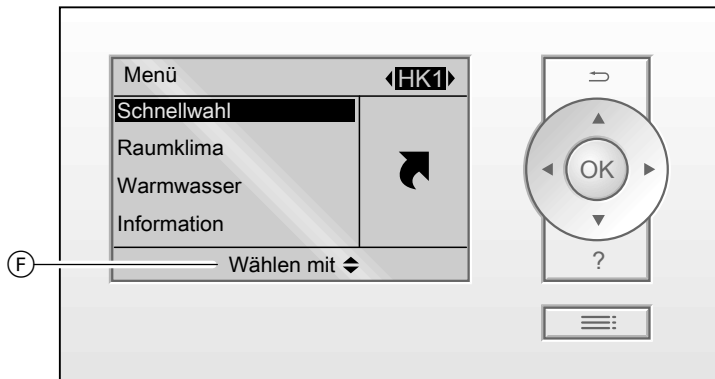 Menü
HK1
Schnellwahl
Raumklima
Warmwasser
Information
Wählen mit
F
OK
?